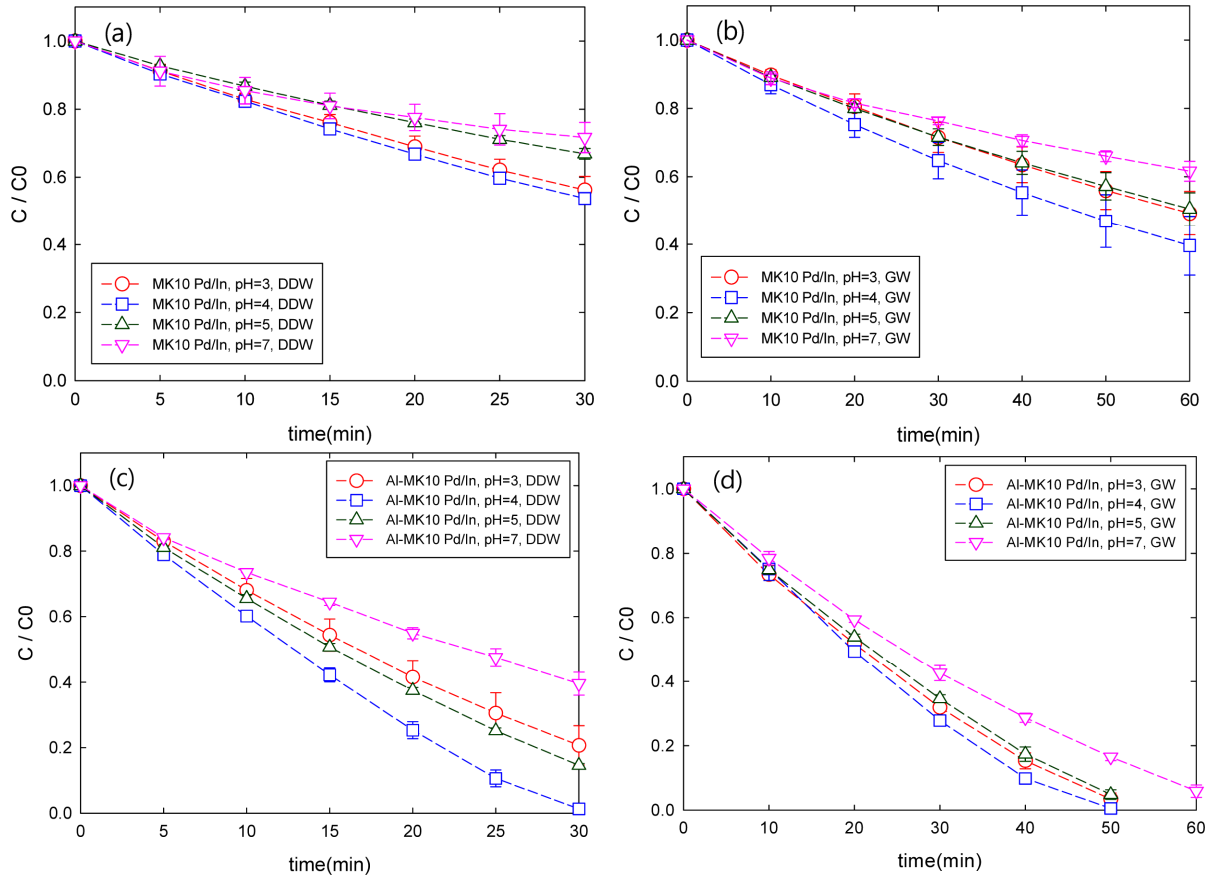 (a)
C / C0
1.0
0.8
0.6
0.4
0.2
0.0
MK10 Pd/In, pH=3, DDW
MK10 Pd/In, pH=4, DDW
MK10 Pd/In, pH=5, DDW
MK10 Pd/In, pH=7, DDW
0 5 10 15 20 25 30
time(min)
(b)
C / C0
1.0
0.8
0.6
0.4
0.2
0.0
MK10 Pd/In, pH=3, GW
MK10 Pd/In, pH=4, GW
MK10 Pd/In, pH=5, GW
MK10 Pd/In, pH=7, GW
0 10 20 30 40 50 60
time(min)
(c)
C / C0
1.0
0.8
0.6
0.4
0.2
0.0
Al-MK10 Pd/In, pH=3, DDW
Al-MK10 Pd/In, pH=4, DDW
Al-MK10 Pd/In, pH=5, DDW
Al-MK10 Pd/In, pH=7, DDW
0 5 10 15 20 25 30
time(min)
(d)
C / C0
1.0
0.8
0.6
0.4
0.2
0.0
Al-MK10 Pd/In, pH=3, GW
Al-MK10 Pd/In, pH=4, GW
Al-MK10 Pd/In, pH=5, GW
Al-MK10 Pd/In, pH=7, GW
0 10 20 30 40 50 60
time(min)